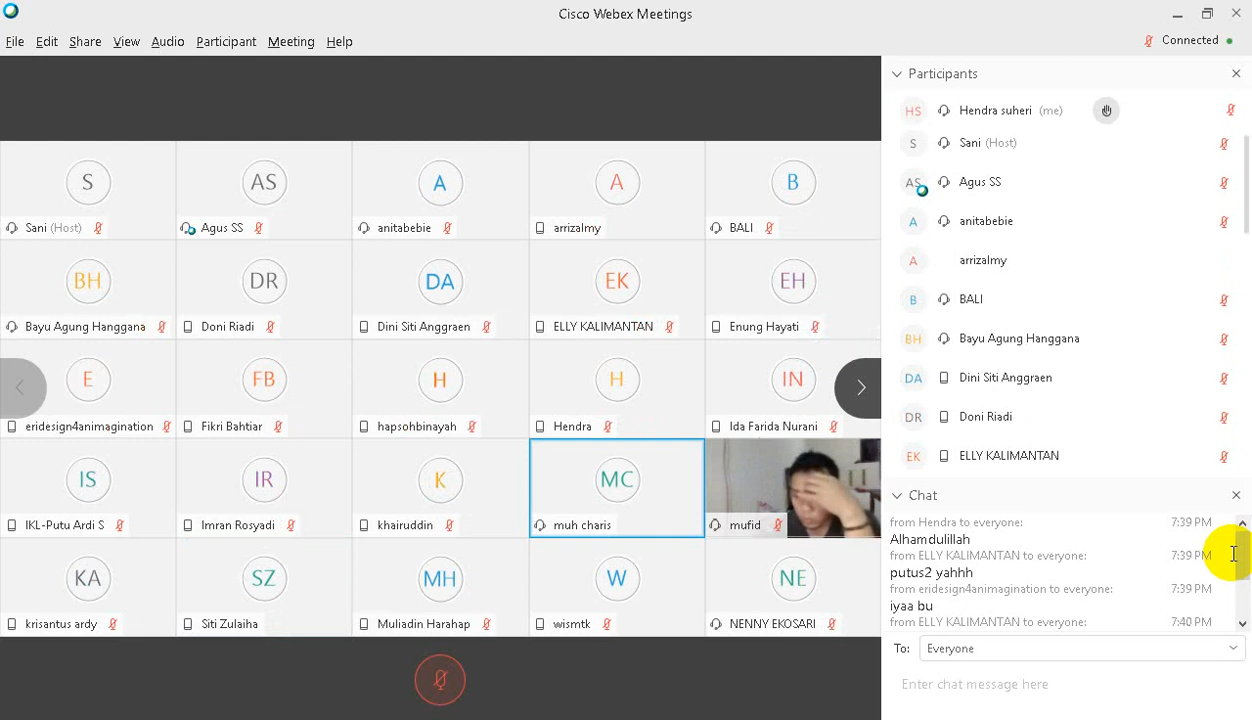 Cisco Webex Meetings
File Edit Share View Audio Participant Meeting Help
Connected
S AS A A B
Sani (Host) Agus SS anitabebie arrizalmy BALI
BH DR DA EK EH
Bayu Agung Hanggana Doni Riadi Dini Siti Anggraen ELLY KALIMANTAN Enung Hayati
E FB H H IN
eridesign4animagination Fikri Bahtiar hapsohbinayah Hendra Ida Farida Nurani
IS IR K MC
IKL-Putu Ardi S Imran Rosyadi khairuddin muh charis mufid
KA SZ MH W NE
krisantus ardy Siti Zulaiha Muliadin Harahap wismtk NENNY EKOSARI
Participants
HS Hendra suheri (me)
S Sani (Host)
AS Agus SS
A anitabebie
A arrizalmy
B BALI
BH Bayu Agung Hanggana
DA Dini Siti Anggraen
DR Doni Riadi
EK ELLY KALIMANTAN
Chat
from Hendra to everyone: 7:39 PM
Alhamdulillah
from ELLY KALIMANTAN to everyone: 7:39 PM
putus2 yahhh
from eridesign4animagination to everyone: 7:39 PM
iyaa bu
from ELLY KALIMANTAN to everyone: 7:40 PM
To: Everyone
Enter chat message here